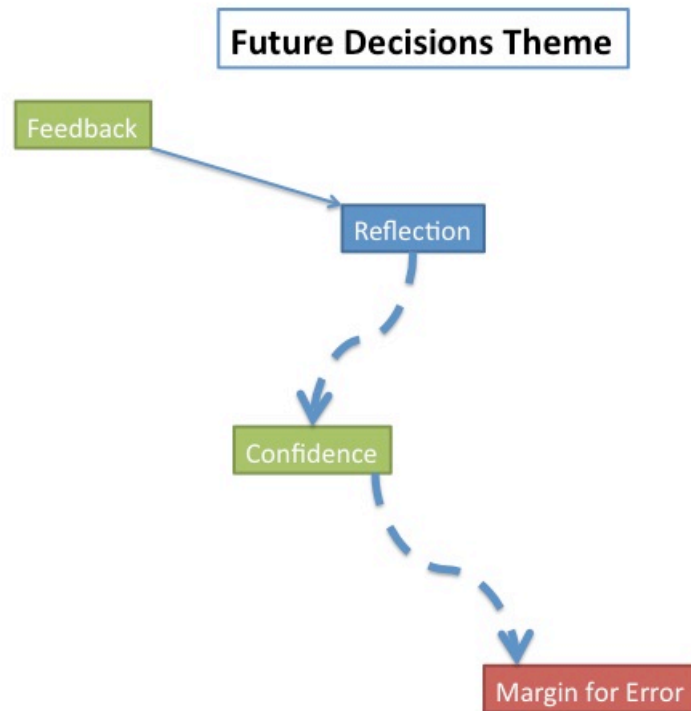 Future Decisions Theme
Feedback
Reflection
Confidence
Margin for Error